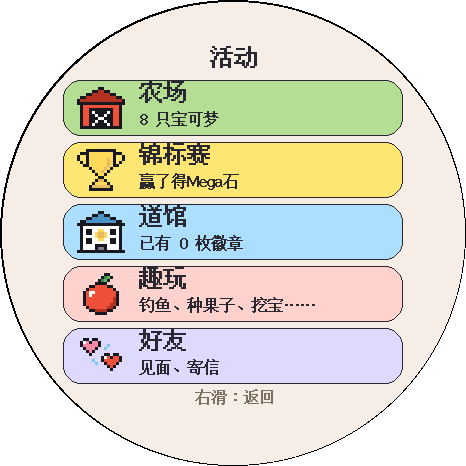 活动
农场
8 只宝可梦
锦标赛
赢了得Mega石
道馆
已有 0 枚徽章
趣玩
钓鱼、种果子、挖宝……
好友
见面、寄信
右滑：返回